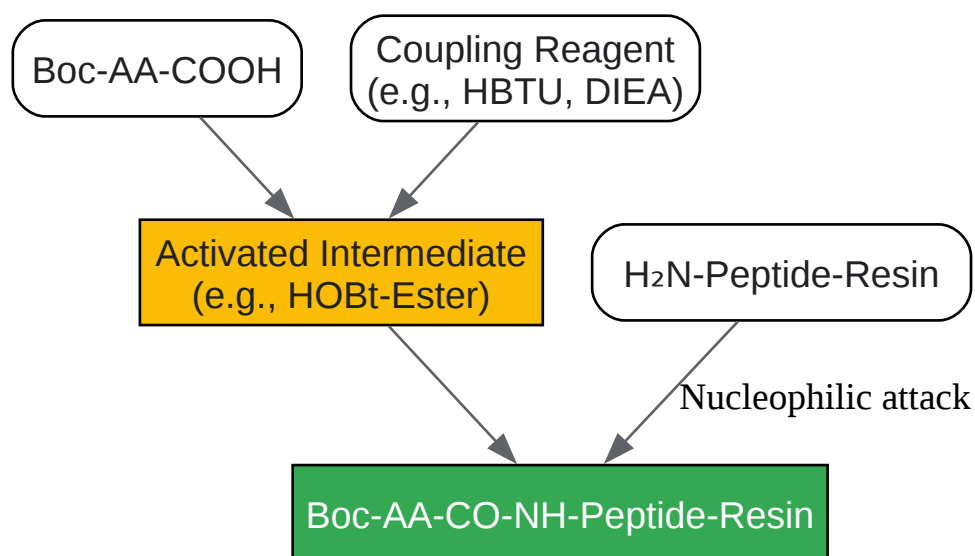 Boc-AA-COOH
Coupling Reagent
(e.g., HBTU, DIEA)
Activated Intermediate
(e.g., HOBt-Ester)
H₂N-Peptide-Resin
Nucleophilic attack
Boc-AA-CO-NH-Peptide-Resin